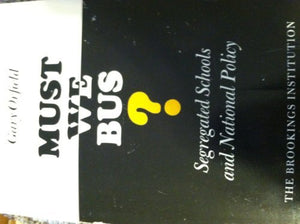 Gary Orfield
MUST
WE
BUS
?
Segregated Schools
and National Policy
THE BROOKINGS INSTITUTION